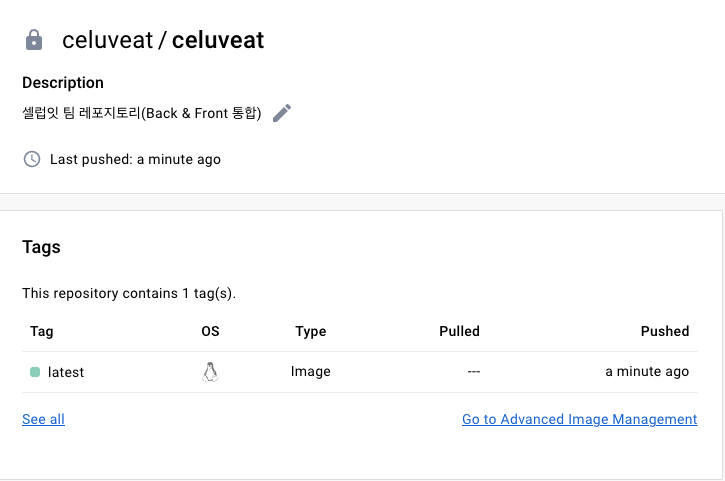 celuveat / celuveat
Description
셀럽잇 팀 레포지토리(Back & Front 통합)
Last pushed: a minute ago
Tags
This repository contains 1 tag(s).
Tag OS Type Pulled Pushed
latest Image --- a minute ago
See all Go to Advanced Image Management